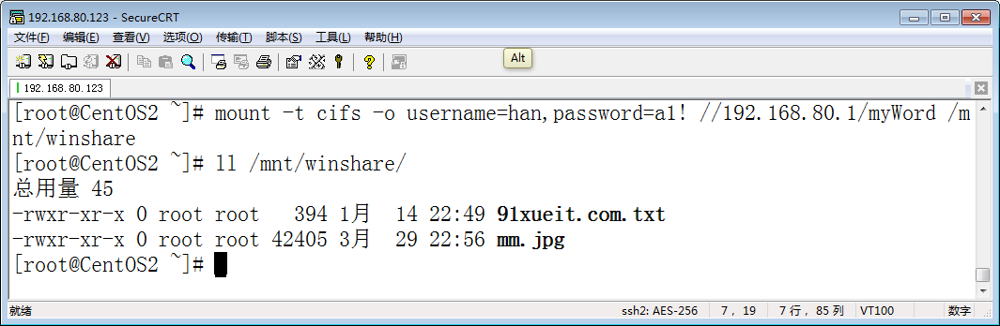 192.168.80.123 - SecureCRT
文件(F) 编辑(E) 查看(V) 选项(O) 传输(T) 脚本(S) 工具(L) 帮助(H)
Alt
192.168.80.123
[root@CentOS2 ~]# mount -t cifs -o username=han,password=a1! //192.168.80.1/myWord /m
nt/winshare
[root@CentOS2 ~]# ll /mnt/winshare/
总用量 45
-rwxr-xr-x 0 root root   394 1月  14 22:49 91xueit.com.txt
-rwxr-xr-x 0 root root 42405 3月  29 22:56 mm.jpg
[root@CentOS2 ~]#
就绪 ssh2: AES-256 7, 19 7 行, 85 列 VT100 数字